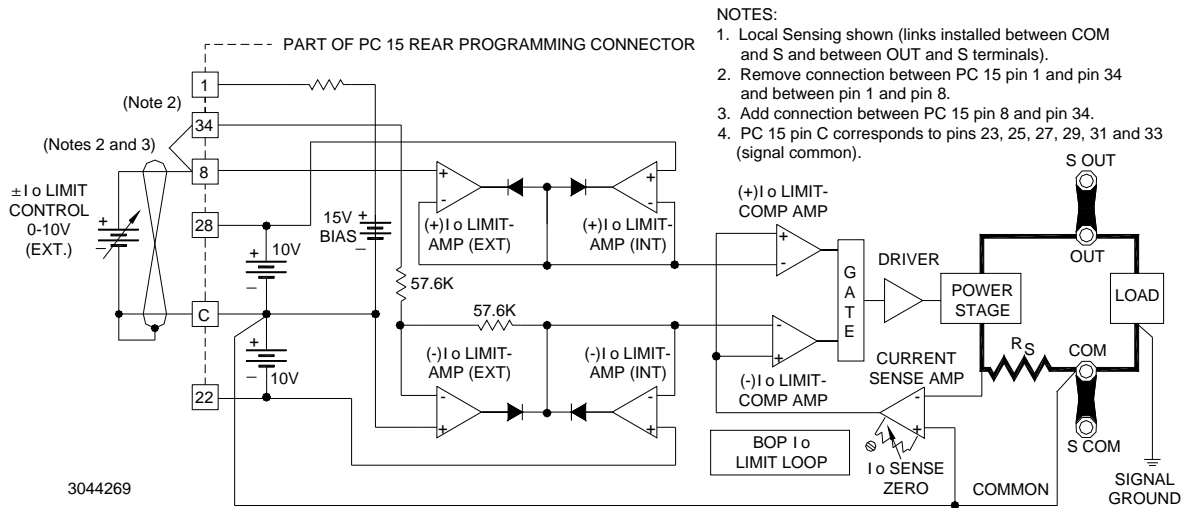 NOTES:
1. Local Sensing shown (links installed between COM
and S and between OUT and S terminals).
2. Remove connection between PC 15 pin 1 and pin 34
and between pin 1 and pin 8.
3. Add connection between PC 15 pin 8 and pin 34.
4. PC 15 pin C corresponds to pins 23, 25, 27, 29, 31 and 33
(signal common).
PART OF PC 15 REAR PROGRAMMING CONNECTOR
1
(Note 2)
34
(Notes 2 and 3)
8
±I o LIMIT
CONTROL
0-10V
(EXT.)
+
–
28
+
10V
–
C
+
10V
–
22
15V
BIAS
+
–
57.6K
57.6K
+
-
(+)I o LIMIT-
AMP (EXT)
+
-
(+)I o LIMIT-
AMP (INT)
(-)I o LIMIT-
AMP (EXT)
-
+
(-)I o LIMIT-
AMP (INT)
-
+
(+)I o LIMIT-
COMP AMP
+
-
-
+
(-)I o LIMIT-
COMP AMP
G
A
T
E
DRIVER
POWER
STAGE
S OUT
OUT
LOAD
RS
COM
S COM
CURRENT
SENSE AMP
-
+
I o SENSE
ZERO
BOP I o
LIMIT LOOP
COMMON
SIGNAL
GROUND
3044269